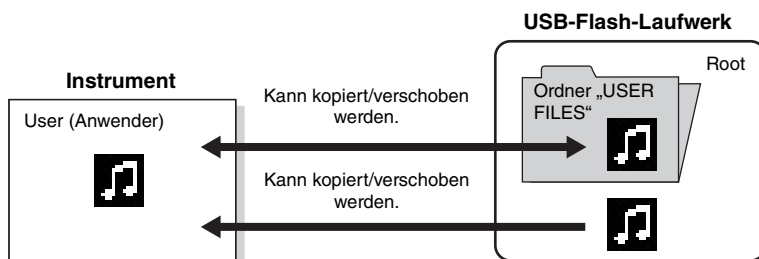 USB-Flash-Laufwerk
Root
Instrument
Ordner „USER
FILES“
User (Anwender)
Kann kopiert/verschoben
werden.
Kann kopiert/verschoben
werden.